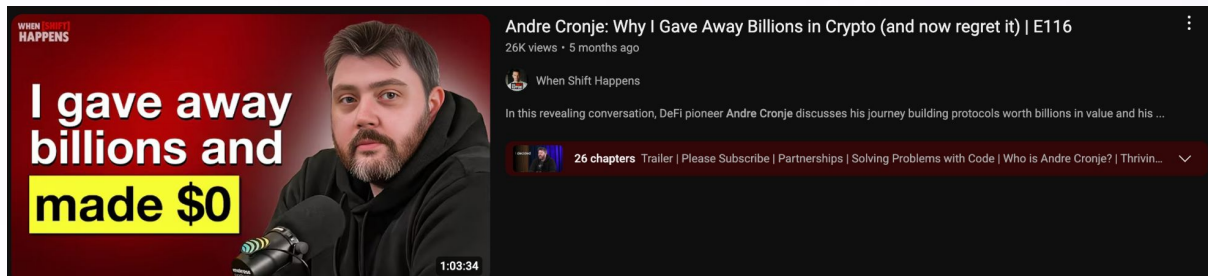 WHEN [SHIFT]
HAPPENS
I gave away
billions and
made $0
1:03:34
Andre Cronje: Why I Gave Away Billions in Crypto (and now regret it) | E116
26K views • 5 months ago
When Shift Happens
In this revealing conversation, DeFi pioneer Andre Cronje discusses his journey building protocols worth billions in value and his ...
26 chapters Trailer | Please Subscribe | Partnerships | Solving Problems with Code | Who is Andre Cronje? | Thrivin...